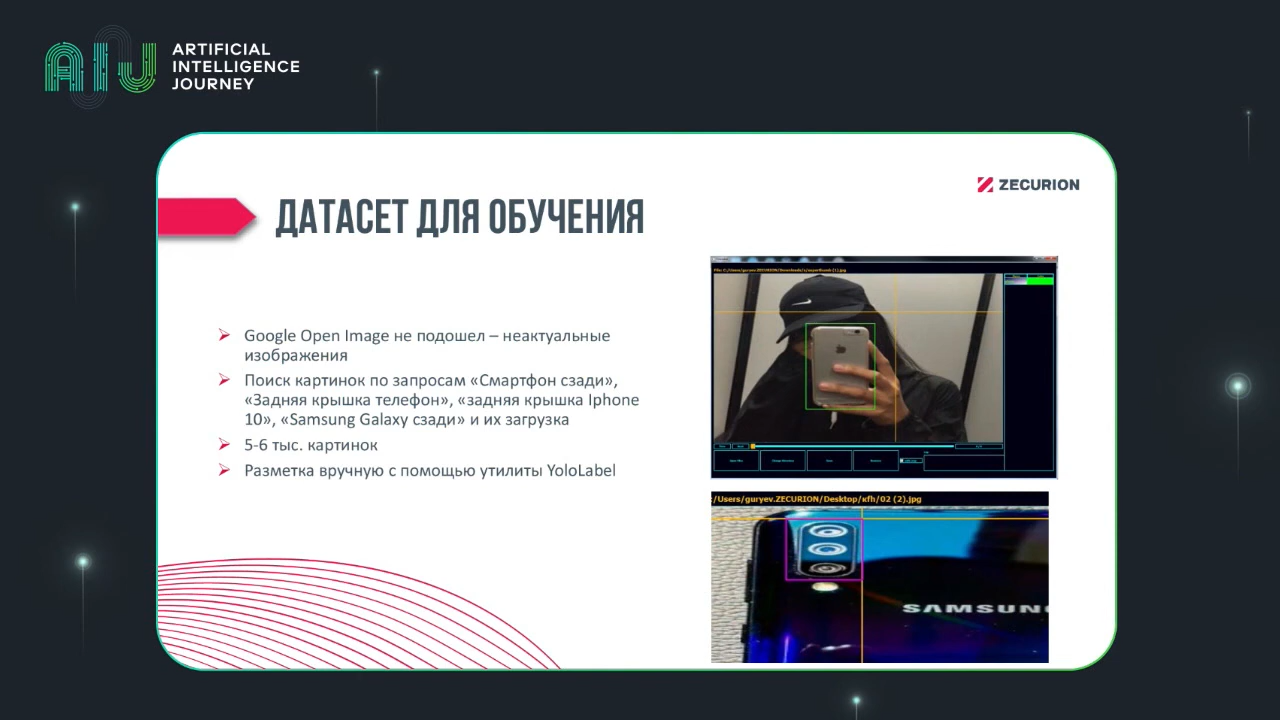 ARTIFICIAL
INTELLIGENCE
JOURNEY
ZECURION
ДАТАСЕТ ДЛЯ ОБУЧЕНИЯ
Google Open Image не подошел – неактуальные
изображения
Поиск картинок по запросам «Смартфон сзади»,
«Задняя крышка телефон», «задняя крышка Iphone
10», «Samsung Galaxy сзади» и их загрузка
5-6 тыс. картинок
Разметка вручную с помощью утилиты YoloLabel
:/Users/guryev.ZECURION/Desktop/кfh/02 (2).jpg
SAMSUN